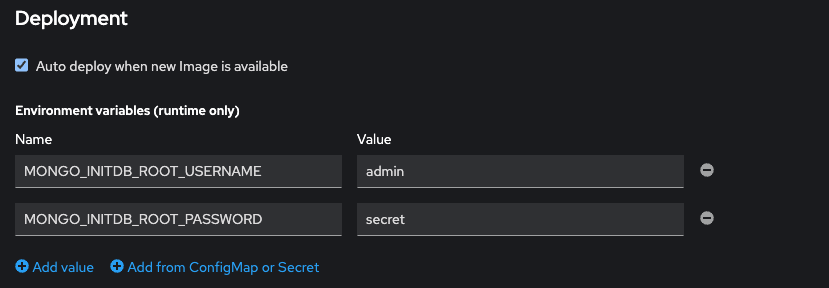 Deployment
Auto deploy when new Image is available
Environment variables (runtime only)
Name Value
MONGO_INITDB_ROOT_USERNAME admin
MONGO_INITDB_ROOT_PASSWORD secret
Add value Add from ConfigMap or Secret